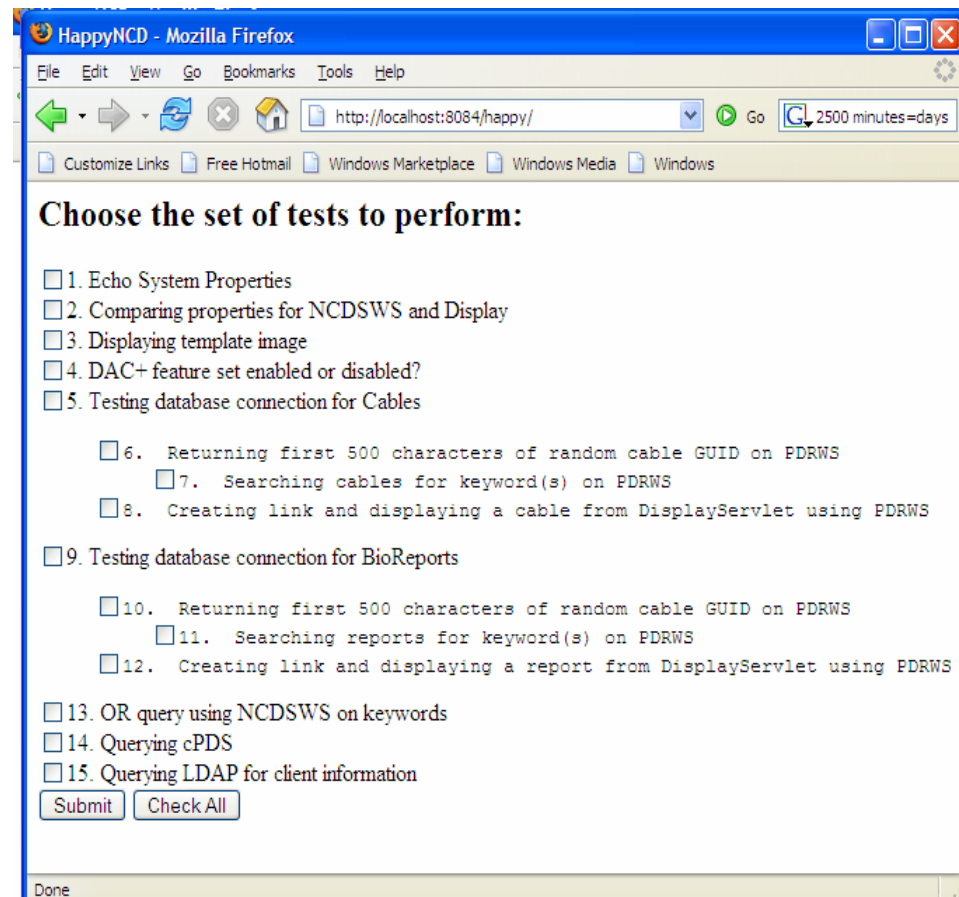 HappyNCD - Mozilla Firefox
File Edit View Go Bookmarks Tools Help
http://localhost:8084/happy/ Go G 2500 minutes=days
Customize Links Free Hotmail Windows Marketplace Windows Media Windows
Choose the set of tests to perform:
1. Echo System Properties
2. Comparing properties for NCDSWS and Display
3. Displaying template image
4. DAC+ feature set enabled or disabled?
5. Testing database connection for Cables
6. Returning first 500 characters of random cable GUID on PDRWS
7. Searching cables for keyword(s) on PDRWS
8. Creating link and displaying a cable from DisplayServlet using PDRWS
9. Testing database connection for BioReports
10. Returning first 500 characters of random cable GUID on PDRWS
11. Searching reports for keyword(s) on PDRWS
12. Creating link and displaying a report from DisplayServlet using PDRWS
13. OR query using NCDSWS on keywords
14. Querying cPDS
15. Querying LDAP for client information
Submit Check All
Done